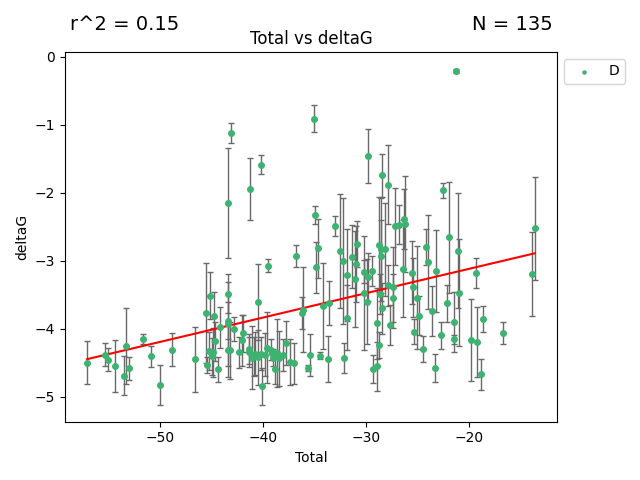 r^2 = 0.15
N = 135
Total vs deltaG
D
0
−1
−2
−3
−4
−5
deltaG
−50
−40
−30
−20
Total